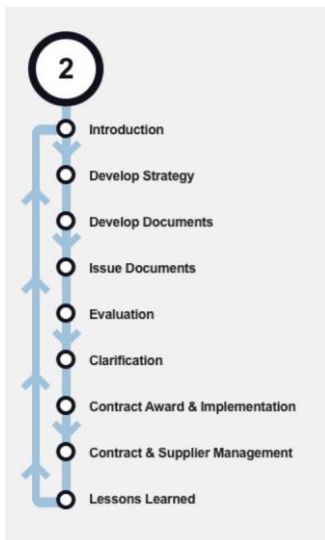 2
Introduction
Develop Strategy
Develop Documents
Issue Documents
Evaluation
Clarification
Contract Award & Implementation
Contract & Supplier Management
Lessons Learned